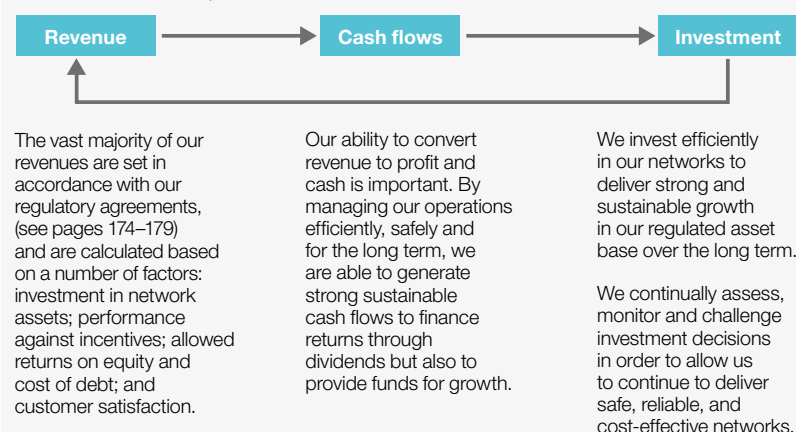 Revenue
Cash flows
Investment
The vast majority of our
revenues are set in
accordance with our
regulatory agreements,
(see pages 174–179)
and are calculated based
on a number of factors:
investment in network
assets; performance
against incentives; allowed
returns on equity and
cost of debt; and
customer satisfaction.
Our ability to convert
revenue to profit and
cash is important. By
managing our operations
efficiently, safely and
for the long term, we
are able to generate
strong sustainable
cash flows to finance
returns through
dividends but also to
provide funds for growth.
We invest efficiently
in our networks to
deliver strong and
sustainable growth
in our regulated asset
base over the long term.
We continually assess,
monitor and challenge
investment decisions
in order to allow us
to continue to deliver
safe, reliable, and
cost-effective networks.